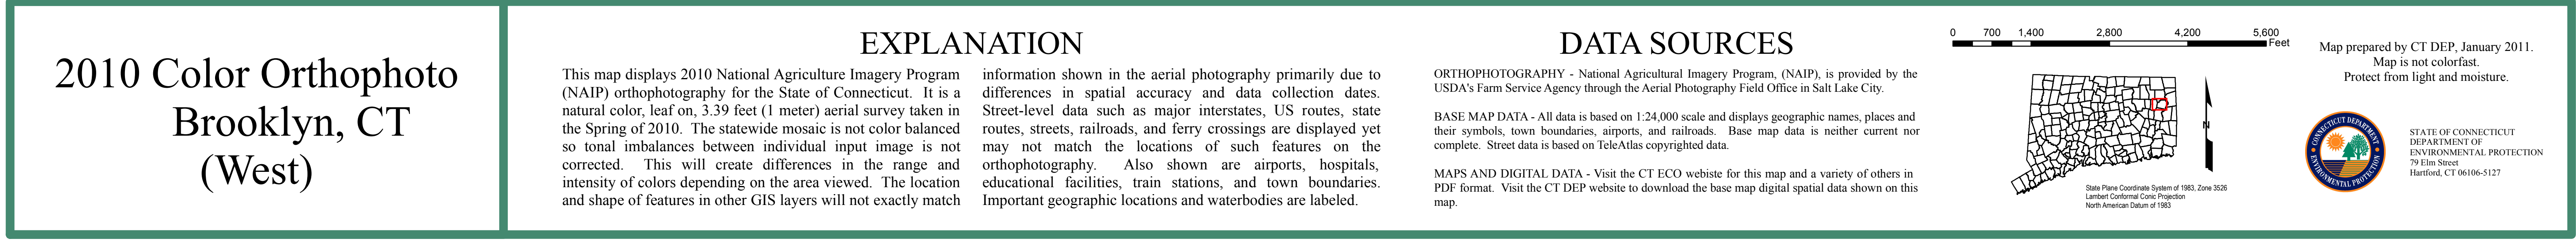 2010 Color Orthophoto
Brooklyn, CT
(West)
EXPLANATION
This map displays 2010 National Agriculture Imagery Program
(NAIP) orthophotography for the State of Connecticut. It is a
natural color, leaf on, 3.39 feet (1 meter) aerial survey taken in
the Spring of 2010. The statewide mosaic is not color balanced
so tonal imbalances between individual input image is not
corrected. This will create differences in the range and
intensity of colors depending on the area viewed. The location
and shape of features in other GIS layers will not exactly match
information shown in the aerial photography primarily due to
differences in spatial accuracy and data collection dates.
Street-level data such as major interstates, US routes, state
routes, streets, railroads, and ferry crossings are displayed yet
may not match the locations of such features on the
orthophotography. Also shown are airports, hospitals,
educational facilities, train stations, and town boundaries.
Important geographic locations and waterbodies are labeled.
DATA SOURCES
ORTHOPHOTOGRAPHY - National Agricultural Imagery Program, (NAIP), is provided by the
USDA's Farm Service Agency through the Aerial Photography Field Office in Salt Lake City.
BASE MAP DATA - All data is based on 1:24,000 scale and displays geographic names, places and
their symbols, town boundaries, airports, and railroads. Base map data is neither current nor
complete. Street data is based on TeleAtlas copyrighted data.
MAPS AND DIGITAL DATA - Visit the CT ECO webiste for this map and a variety of others in
PDF format. Visit the CT DEP website to download the base map digital spatial data shown on this
map.
0 700 1,400 2,800 4,200 5,600
Feet
N
State Plane Coordinate System of 1983, Zone 3526
Lambert Conformal Conic Projection
North American Datum of 1983
Map prepared by CT DEP, January 2011.
Map is not colorfast.
Protect from light and moisture.
CONNECTICUT DEPARTMENT
ENVIRONMENTAL PROTECTION
STATE OF CONNECTICUT
DEPARTMENT OF
ENVIRONMENTAL PROTECTION
79 Elm Street
Hartford, CT 06106-5127